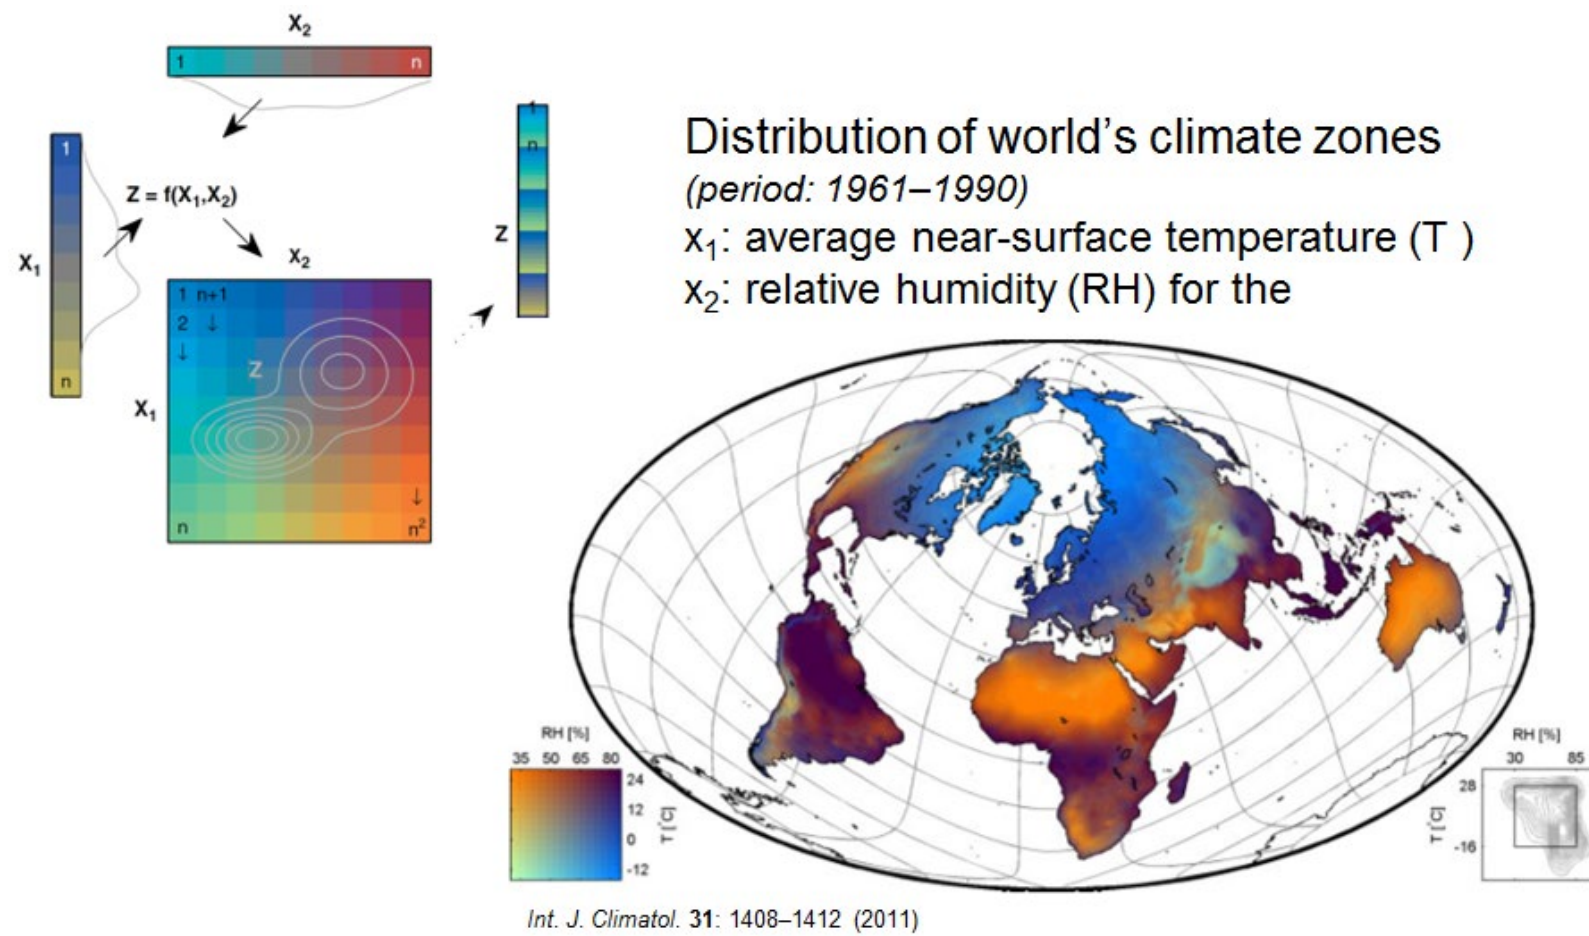 X₂
1 n
X₁
1
n
Z = f(X₁,X₂)
X₂
X₁
1 n+1
2 ↓
↓
Z
↓
n n²
1
n
Z
Distribution of world’s climate zones
(period: 1961–1990)
x₁: average near-surface temperature (T )
x₂: relative humidity (RH) for the
RH [%]
35 50 65 80
24
12
0
-12
T [°C]
RH [%]
30 85
28
-16
T [°C]
Int. J. Climatol. 31: 1408–1412 (2011)